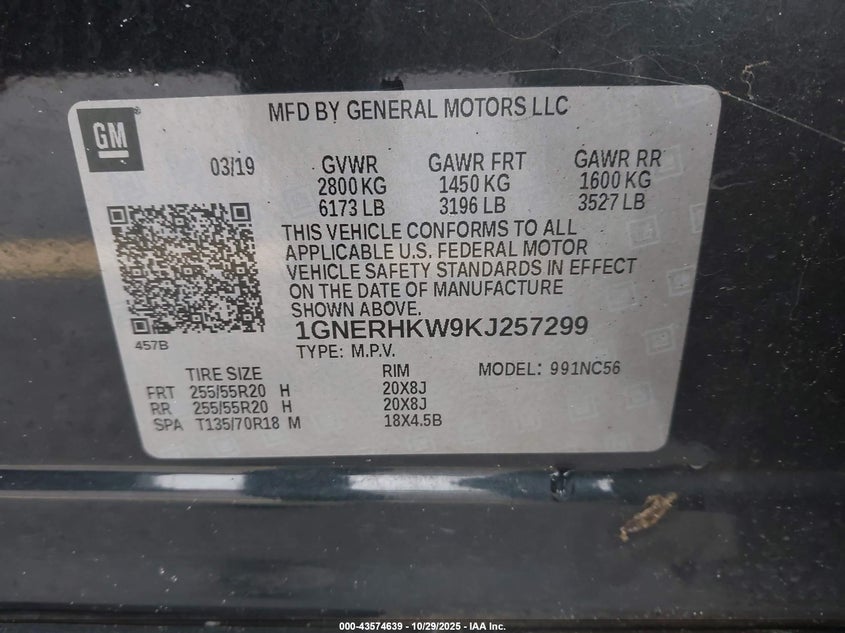 GM
MFD BY GENERAL MOTORS LLC
03/19
GVWR GAWR FRT GAWR RR
2800 KG 1450 KG 1600 KG
6173 LB 3196 LB 3527 LB
THIS VEHICLE CONFORMS TO ALL
APPLICABLE U.S. FEDERAL MOTOR
VEHICLE SAFETY STANDARDS IN EFFECT
ON THE DATE OF MANUFACTURE
SHOWN ABOVE.
1GNERHKW9KJ257299
457B
TYPE: M.P.V.
TIRE SIZE RIM MODEL: 991NC56
FRT 255/55R20 H 20X8J
RR 255/55R20 H 20X8J
SPA T135/70R18 M 18X4.5B
000-43574639 - 10/29/2025 - IAA Inc.